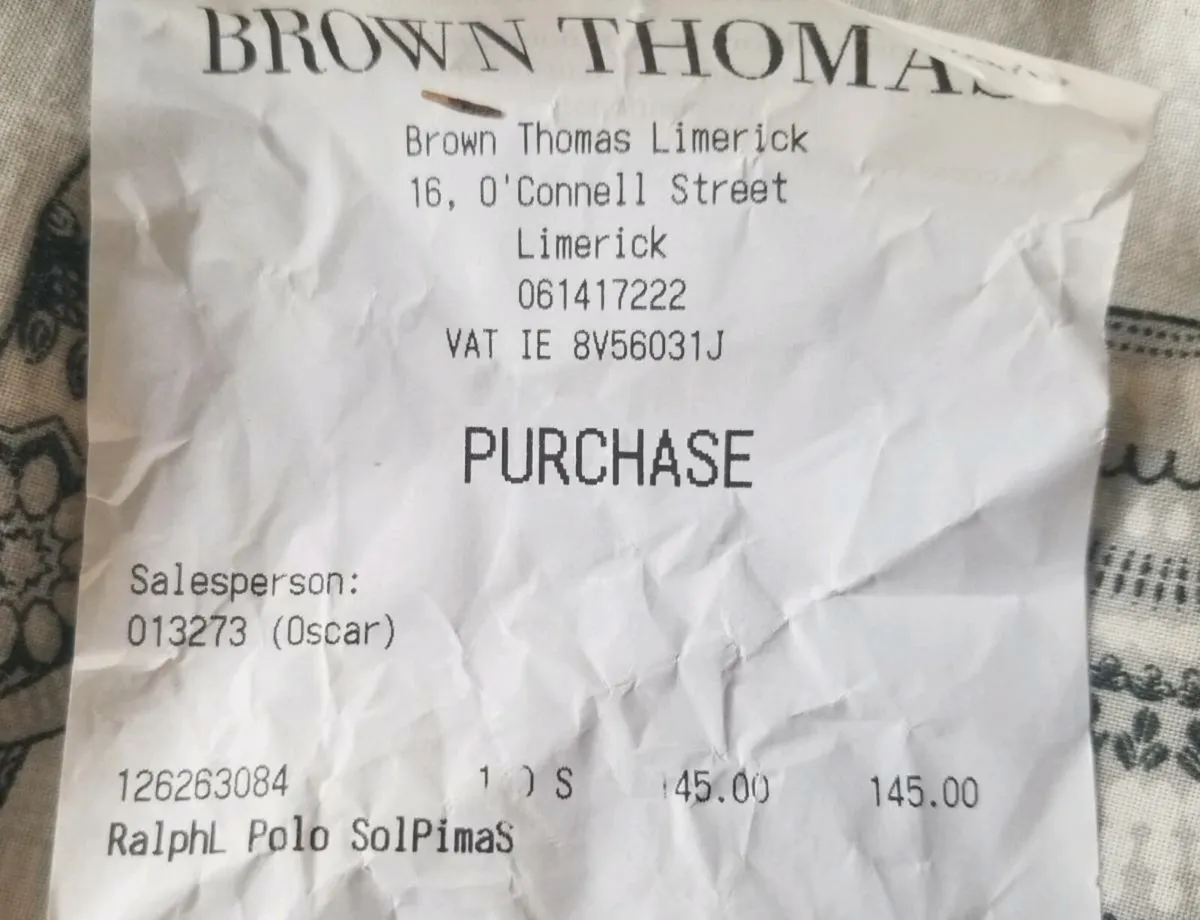 BROWN THOMAS
Brown Thomas Limerick
16, O'Connell Street
Limerick
061417222
VAT IE 8V56031J
PURCHASE
Salesperson:
013273 (Oscar)
126263084 1 S 145.00
RalphL Polo SolPimaS